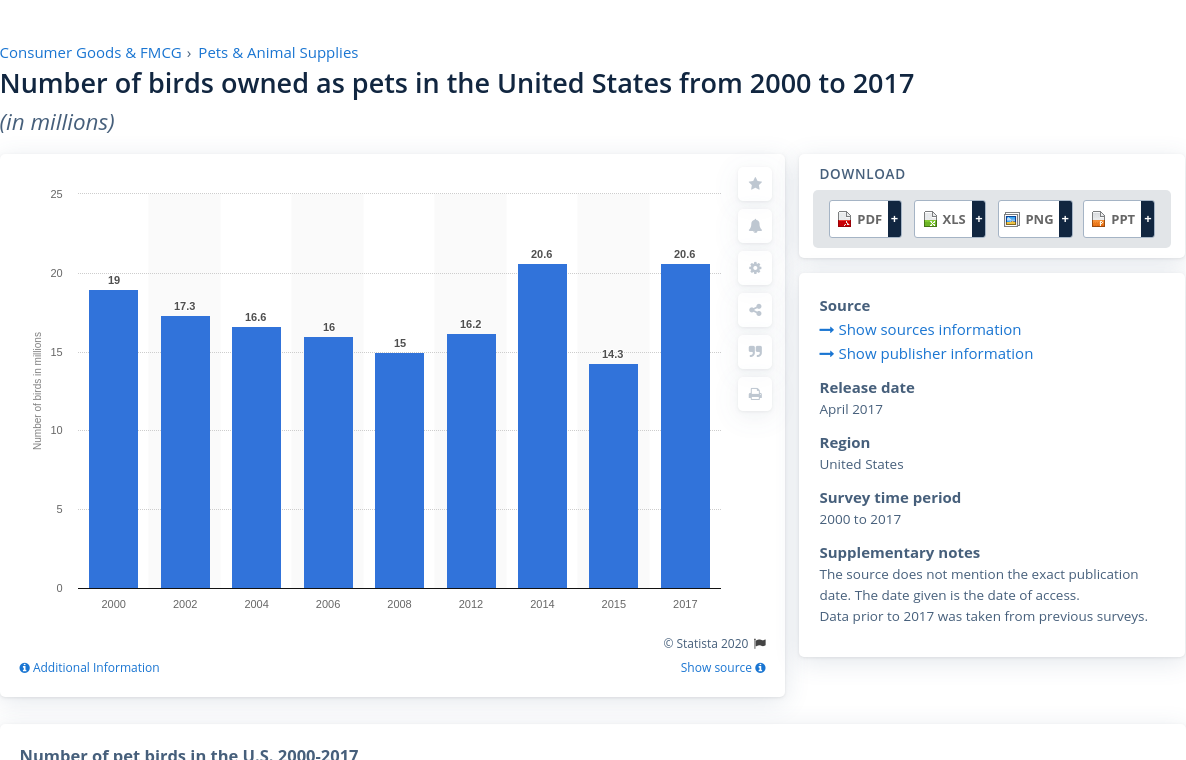 Consumer Goods & FMCG › Pets & Animal Supplies
Number of birds owned as pets in the United States from 2000 to 2017
(in millions)
Number of birds in millions
25
20
15
10
5
0
19
17.3
16.6
16
15
16.2
20.6
14.3
20.6
2000 2002 2004 2006 2008 2012 2014 2015 2017
© Statista 2020
Additional Information
Show source
DOWNLOAD
PDF + XLS + PNG + PPT +
Source
Show sources information
Show publisher information
Release date
April 2017
Region
United States
Survey time period
2000 to 2017
Supplementary notes
The source does not mention the exact publication
date. The date given is the date of access.
Data prior to 2017 was taken from previous surveys.
Number of pet birds in the U.S. 2000-2017